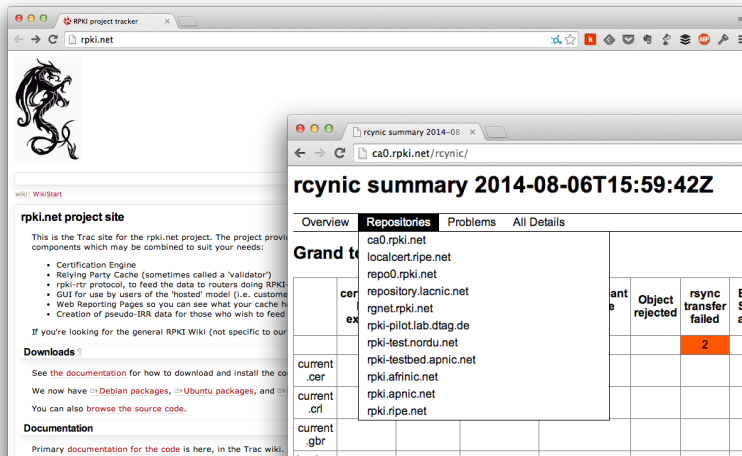 RPKI project tracker
rpki.net
wiki: WikiStart
rpki.net project site
This is the Trac site for the rpki.net project. The project
components which may be combined to suit your needs:
• Certification Engine
• Relying Party Cache (sometimes called a 'validator')
• rpki-rtr protocol, to feed the data to routers doing RPKI-
• GUI for use by users of the 'hosted' model (i.e.
• Web Reporting Pages so you can see what your cache
• Creation of pseudo-IRR data for those who wish to feed
If you're looking for the general RPKI Wiki (not specific to our
Downloads ¶
See the documentation for how to download and install the
We now have Debian packages, Ubuntu packages, and
You can also browse the source code.
Documentation
Primary documentation for the code is here, in the Trac wiki.
rcynic summary 2014-08-
ca0.rpki.net/rcynic/
rcynic summary 2014-08-06T15:59:42Z
Overview Repositories Problems All Details
ca0.rpki.net
localcert.ripe.net
repo0.rpki.net
repository.lacnic.net
rgnet.rpki.net
rpki-pilot.lab.dtag.de
rpki-test.nordu.net
rpki-testbed.apnic.net
rpki.afrinic.net
rpki.apnic.net
rpki.ripe.net
Grand
Object
rejected
rsync
transfer
failed
2
current
.cer
current
.crl
current
.gbr